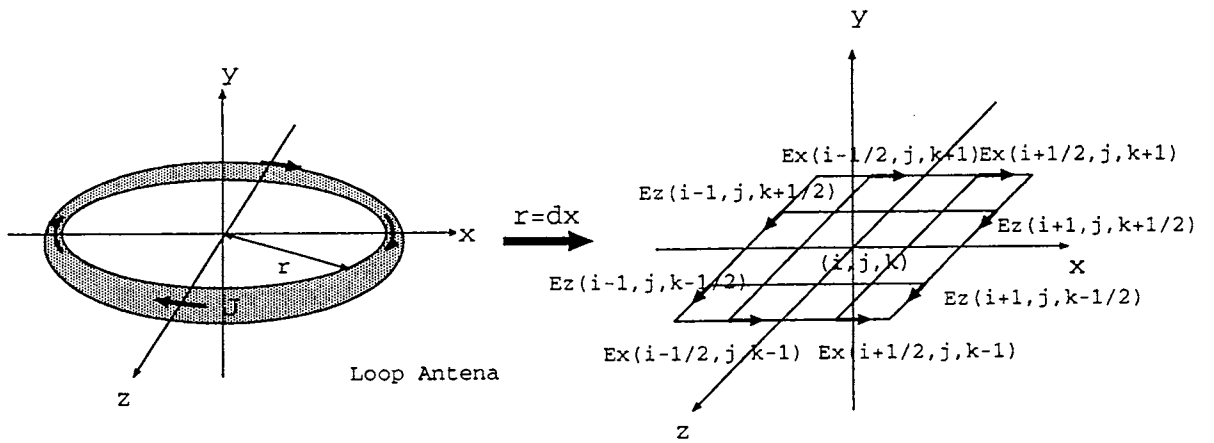 y
x
r
J
z
Loop Antena
r=dx
y
Ex(i-1/2,j,k+1)
Ex(i+1/2,j,k+1)
Ez(i-1,j,k+1/2)
Ez(i+1,j,k+1/2)
(i,j,k)
x
Ez(i-1,j,k-1/2)
Ez(i+1,j,k-1/2)
Ex(i-1/2,j,k-1)
Ex(i+1/2,j,k-1)
z